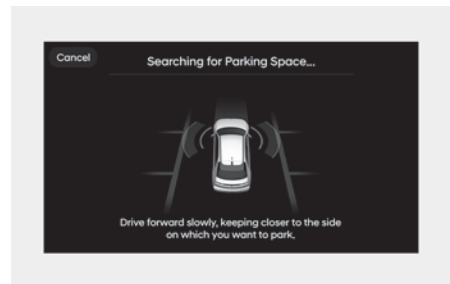 Cancel
Searching for Parking Space...
Drive forward slowly, keeping closer to the side
on which you want to park.